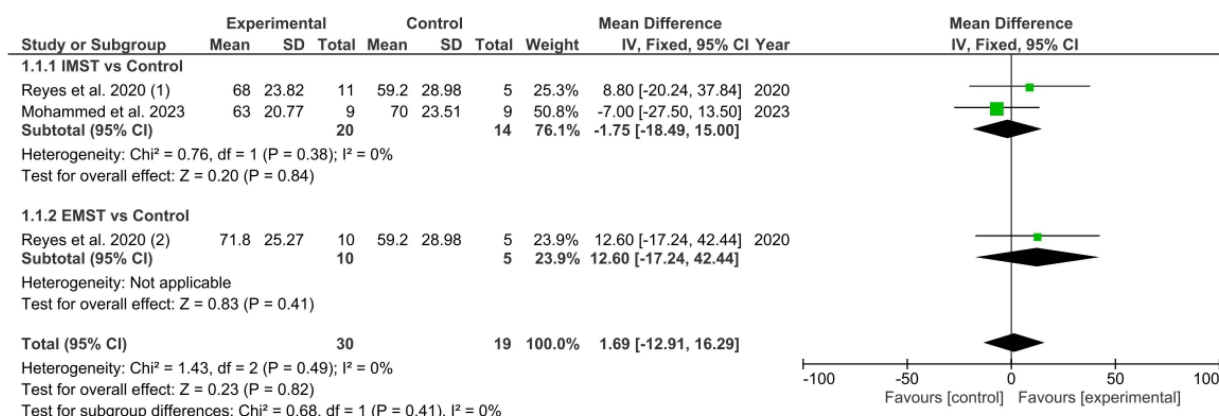 Experimental Control Mean Difference Mean Difference
Study or Subgroup Mean SD Total Mean SD Total Weight IV, Fixed, 95% CI Year IV, Fixed, 95% CI
1.1.1 IMST vs Control
Reyes et al. 2020 (1) 68 23.82 11 59.2 28.98 5 25.3% 8.80 [-20.24, 37.84] 2020
Mohammed et al. 2023 63 20.77 9 70 23.51 9 50.8% -7.00 [-27.50, 13.50] 2023
Subtotal (95% CI) 20 14 76.1% -1.75 [-18.49, 15.00]
Heterogeneity: Chi² = 0.76, df = 1 (P = 0.38); I² = 0%
Test for overall effect: Z = 0.20 (P = 0.84)
1.1.2 EMST vs Control
Reyes et al. 2020 (2) 71.8 25.27 10 59.2 28.98 5 23.9% 12.60 [-17.24, 42.44] 2020
Subtotal (95% CI) 10 5 23.9% 12.60 [-17.24, 42.44]
Heterogeneity: Not applicable
Test for overall effect: Z = 0.83 (P = 0.41)
Total (95% CI) 30 19 100.0% 1.69 [-12.91, 16.29]
Heterogeneity: Chi² = 1.43, df = 2 (P = 0.49); I² = 0%
Test for overall effect: Z = 0.23 (P = 0.82)
Test for subgroup differences: Chi² = 0.68, df = 1 (P = 0.41), I² = 0%
-100 -50 0 50 100
Favours [control] Favours [experimental]